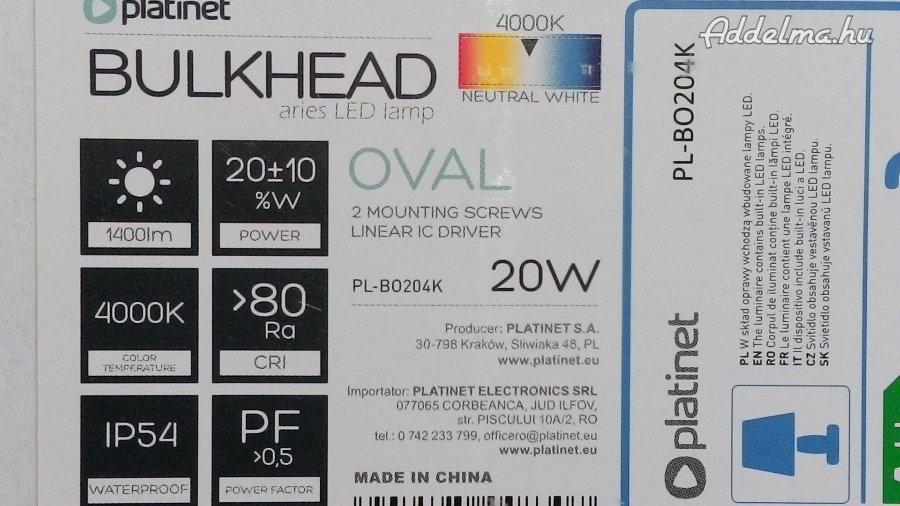 platinet
4000K
BULKHEAD
aries LED lamp
NEUTRAL WHITE
1400lm
20±10
%W
POWER
OVAL
2 MOUNTING SCREWS
LINEAR IC DRIVER
4000K
COLOR
TEMPERATURE
>80
Ra
CRI
PL-BO204K 20W
Producer: PLATINET S.A.
30-798 Kraków, Śliwiaka 48, PL
www.platinet.eu
IP54
WATERPROOF
PF
>0,5
POWER FACTOR
Importator: PLATINET ELECTRONICS SRL
077065 CORBEANCA, JUD ILFOV,
str. PISCULUI 10A/2, RO
tel.: 0 742 233 799, officero@platinet.eu
www.platinet.eu
MADE IN CHINA
Addelma.hu
platinet
PL-BO204K
PL W skład oprawy wchodzą wbudowane lampy LED.
EN The luminaire contains built-in LED lamps.
RO Corpul de iluminat conține built-in lămpi LED.
FR Le luminaire contient une lampe LED intégré.
IT Il dispositivo include built-in luci a LED.
CZ Svítidlo obsahuje vestavěnou LED lampu.
SK Svietidlo obsahuje vstavanú LED lampu.